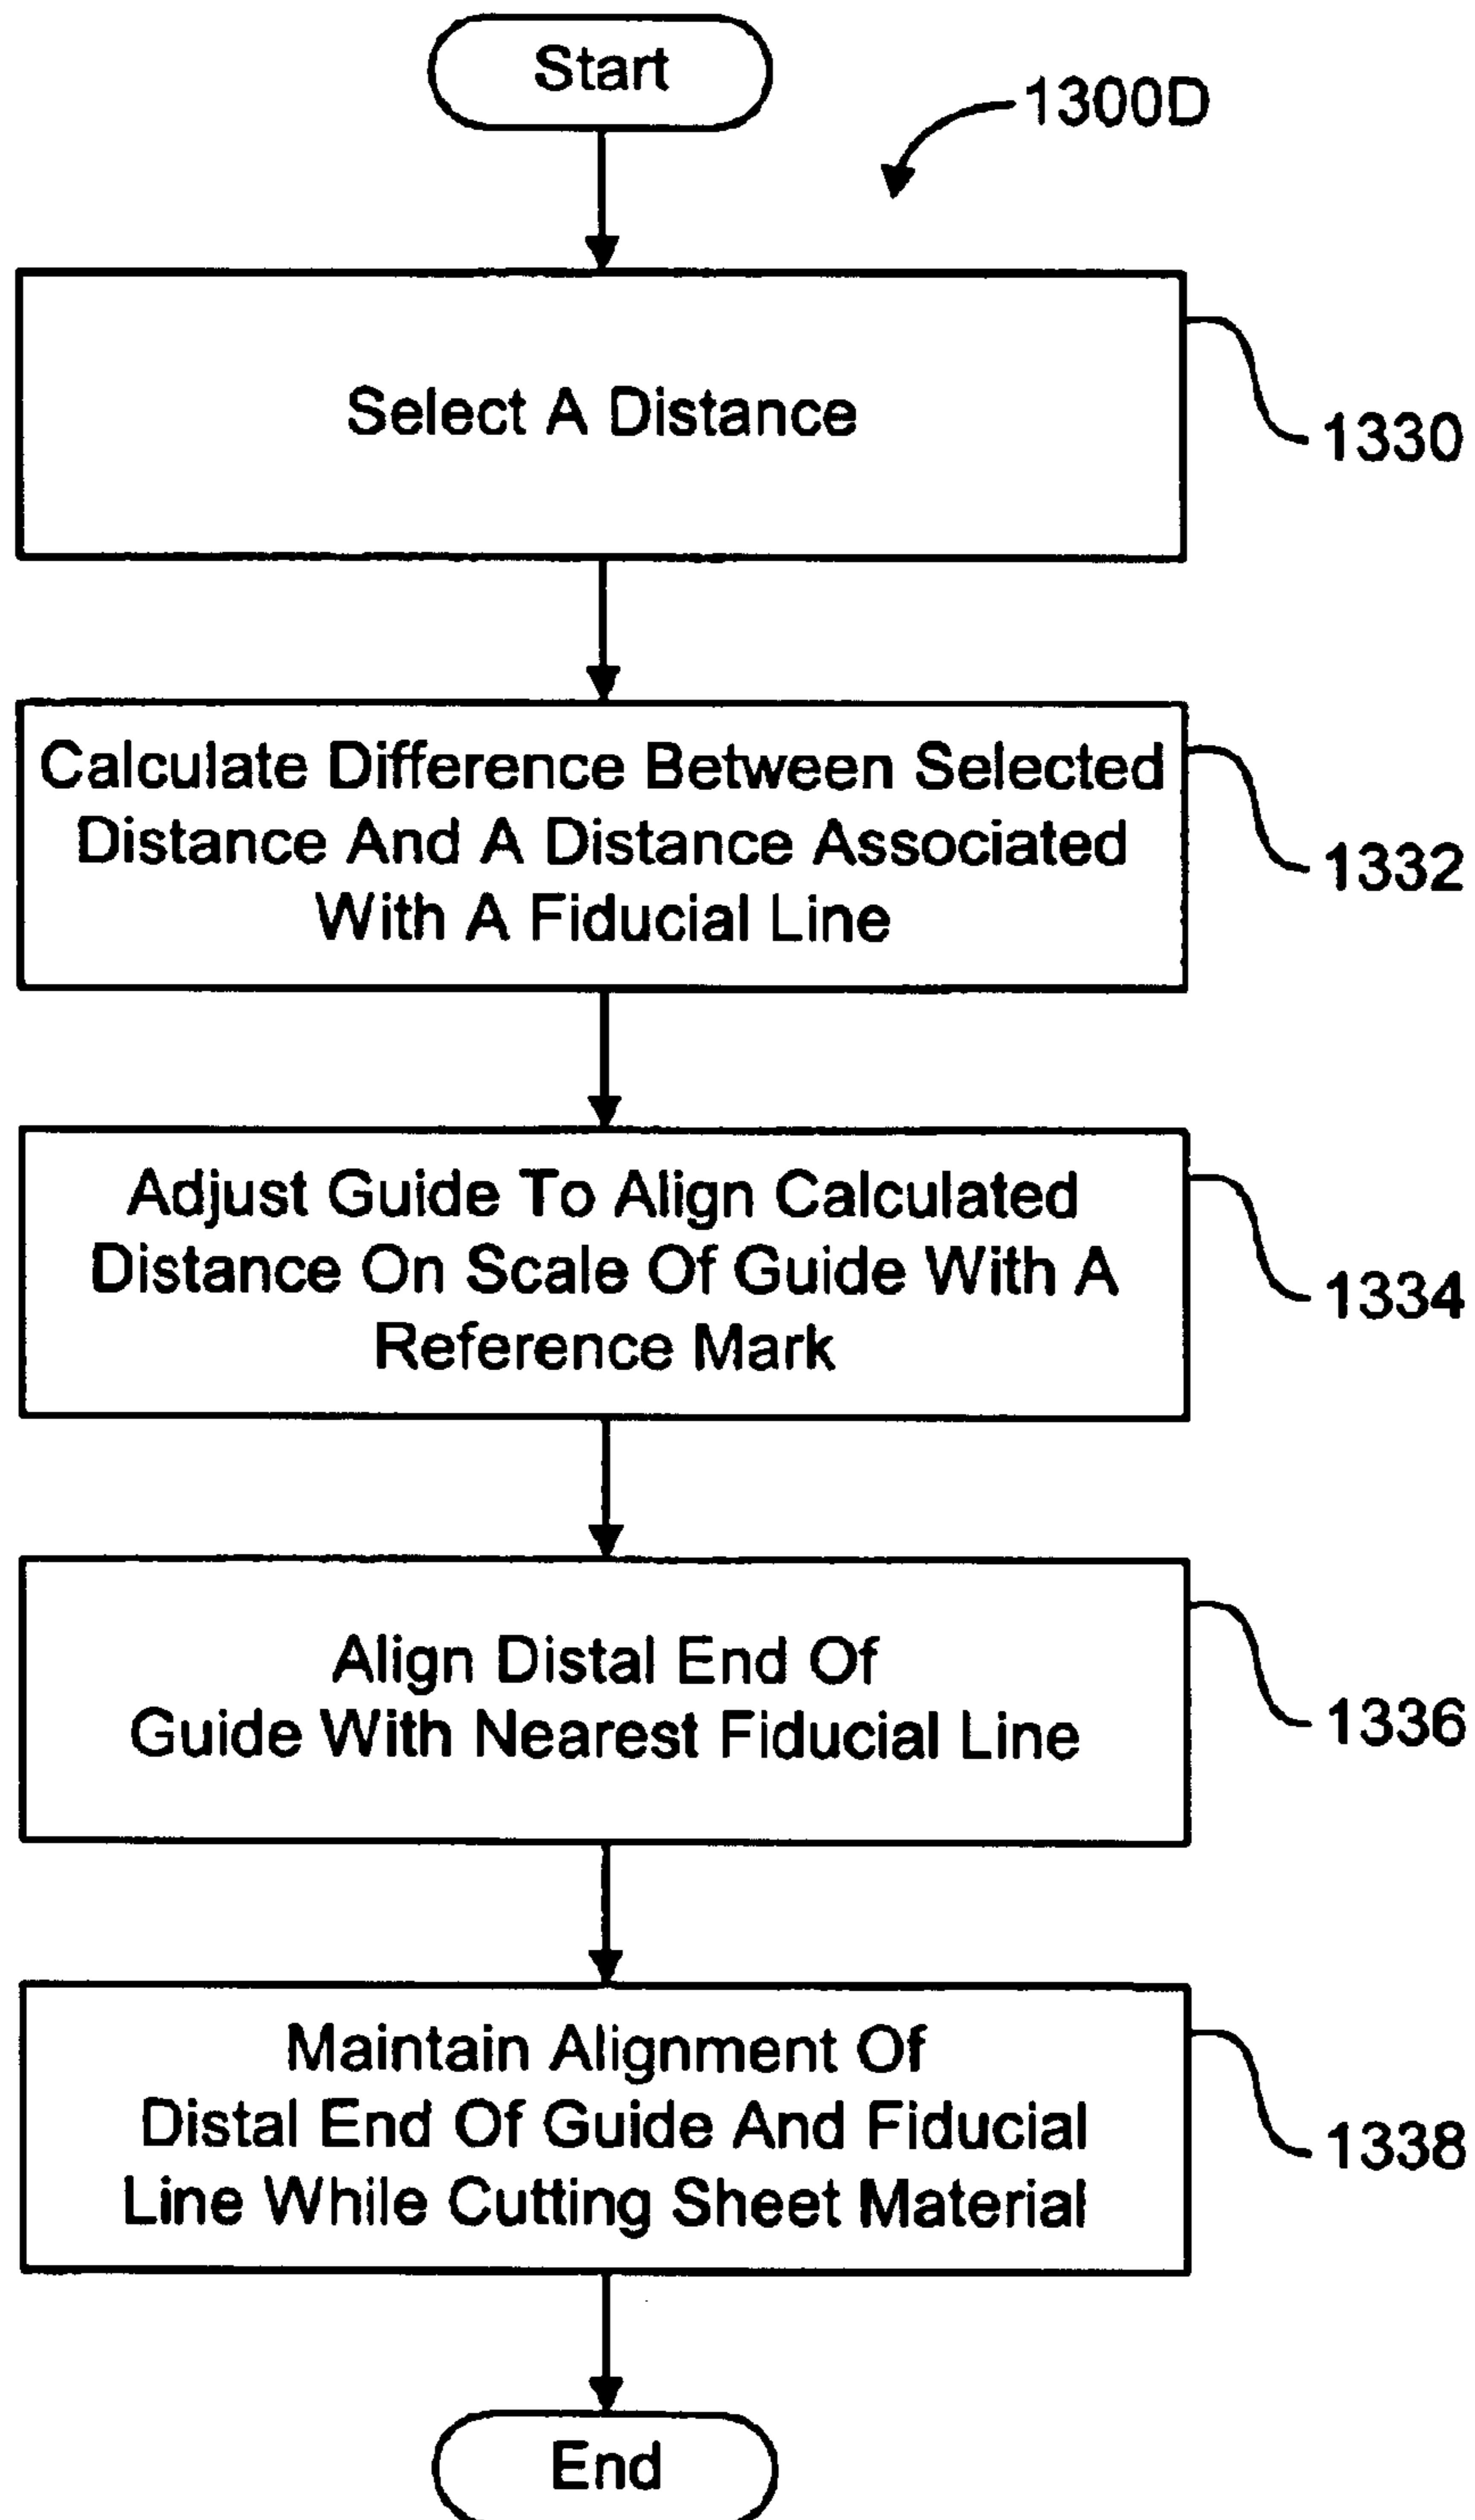 Start
1300D
Select A Distance
1330
Calculate Difference Between Selected
Distance And A Distance Associated
With A Fiducial Line
1332
Adjust Guide To Align Calculated
Distance On Scale Of Guide With A
Reference Mark
1334
Align Distal End Of
Guide With Nearest Fiducial Line
1336
Maintain Alignment Of
Distal End Of Guide And Fiducial
Line While Cutting Sheet Material
1338
End